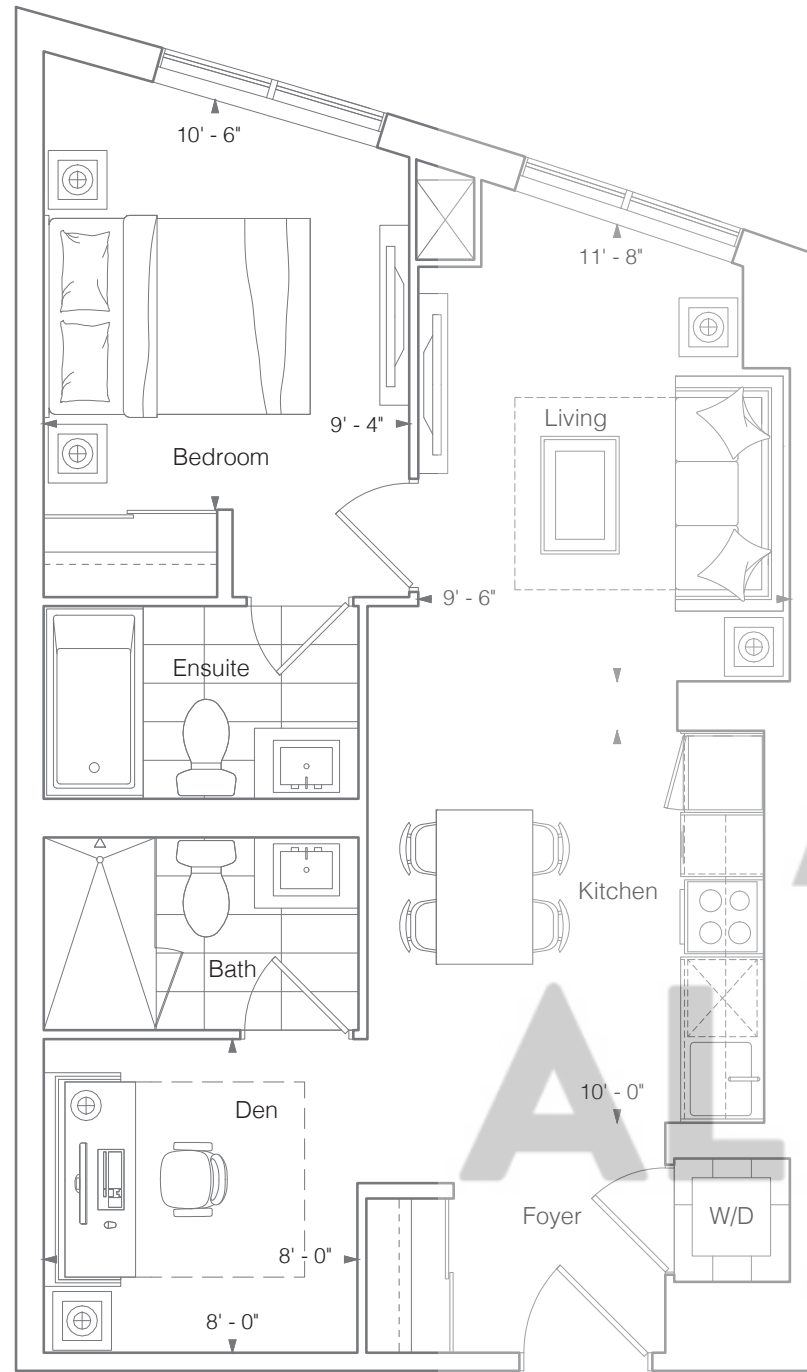 10' - 6"
11' - 8"
Living
9' - 4"
Bedroom
9' - 6"
Ensuite
Kitchen
Bath
10' - 0"
Den
Foyer
W/D
8' - 0"
8' - 0"
AL